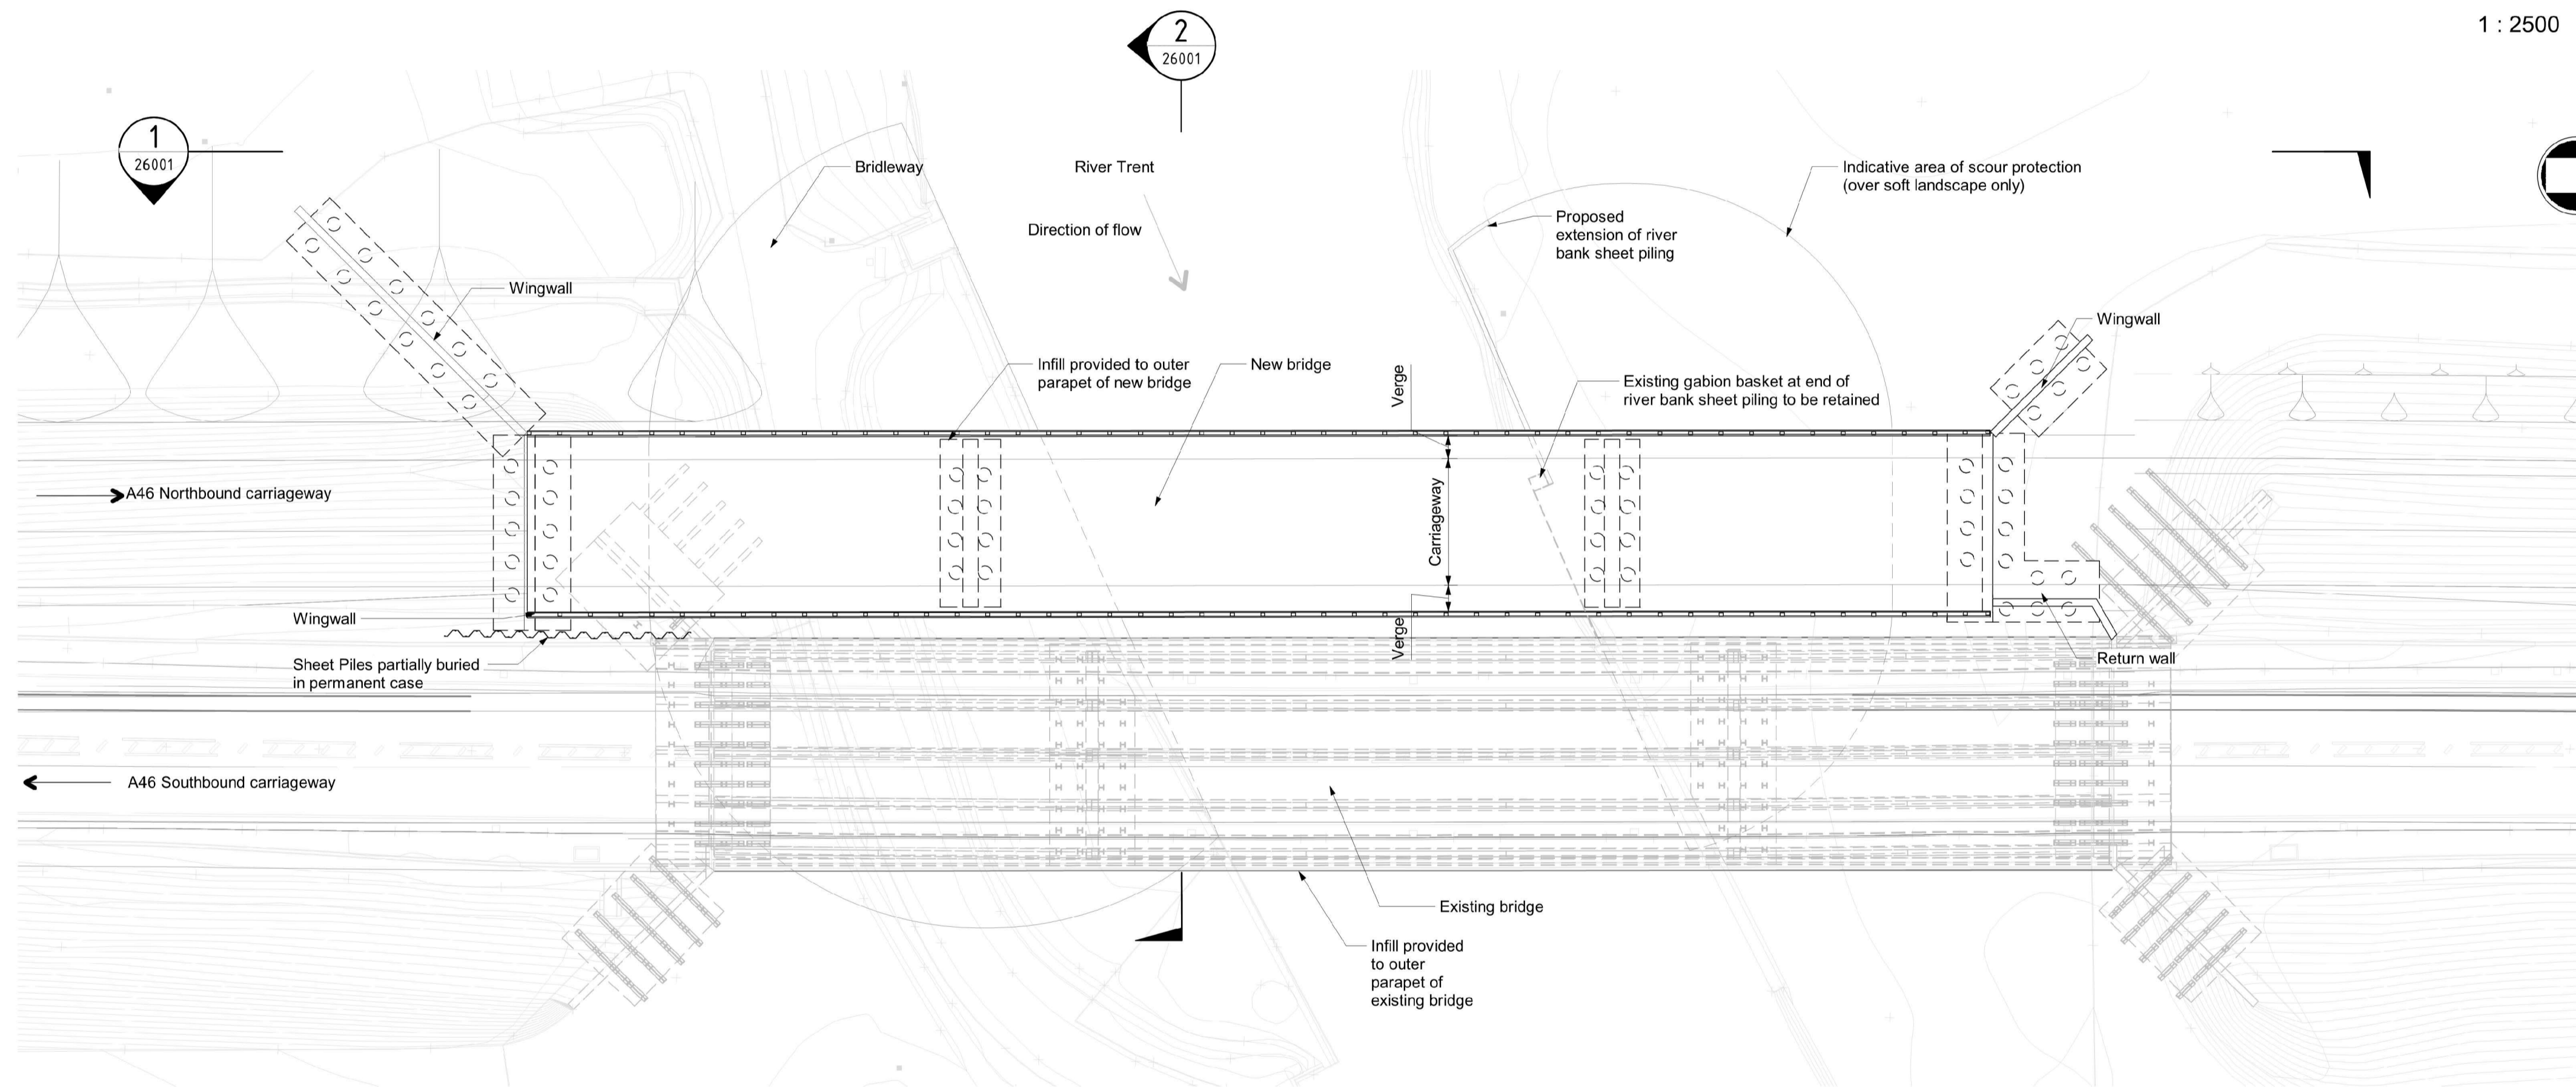 1 : 2500
2
26001
1
26001
Bridleway
River Trent
Direction of flow
Indicative area of scour protection
(over soft landscape only)
Proposed
extension of river
bank sheet piling
Wingwall
Wingwall
Infill provided to outer
parapet of new bridge
New bridge
Verge
Existing gabion basket at end of
river bank sheet piling to be retained
A46 Northbound carriageway
Carriageway
Wingwall
Verge
Sheet Piles partially buried
in permanent case
Return wall
A46 Southbound carriageway
Existing bridge
Infill provided
to outer
parapet of
existing bridge